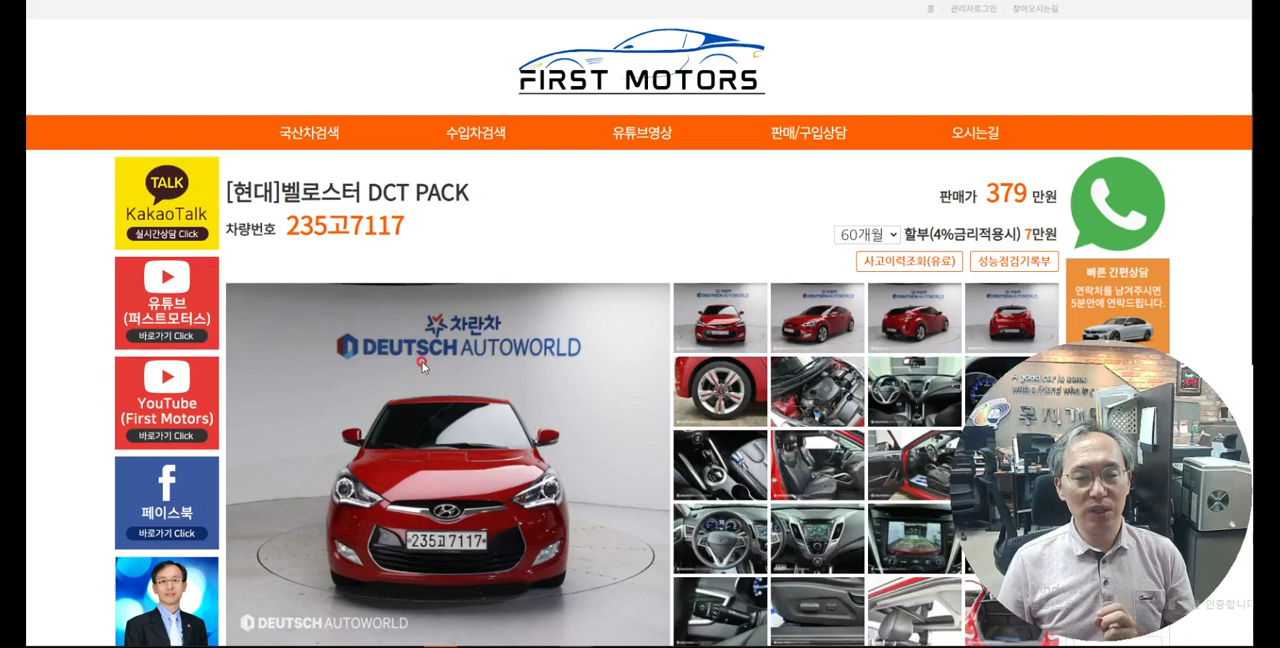 홈
관리자로그인
찾아오시는길
FIRST MOTORS
국산차검색
수입차검색
유튜브영상
판매/구입상담
오시는길
TALK
KakaoTalk
실시간상담 Click
[현대]벨로스터 DCT PACK
차량번호 235고7117
판매가 379 만원
60개월 할부(4%금리적용시) 7만원
사고이력조회(유료)
성능점검기록부
유튜브
(퍼스트모터스)
바로가기 Click
YouTube
(First Motors)
바로가기 Click
페이스북
바로가기 Click
차란차
DEUTSCH AUTOWORLD
235고7117
DEUTSCH AUTOWORLD
빠른 간편상담
연락처를 남겨주시면
5분안에 연락드립니다.
A good car is some
with a friend who is